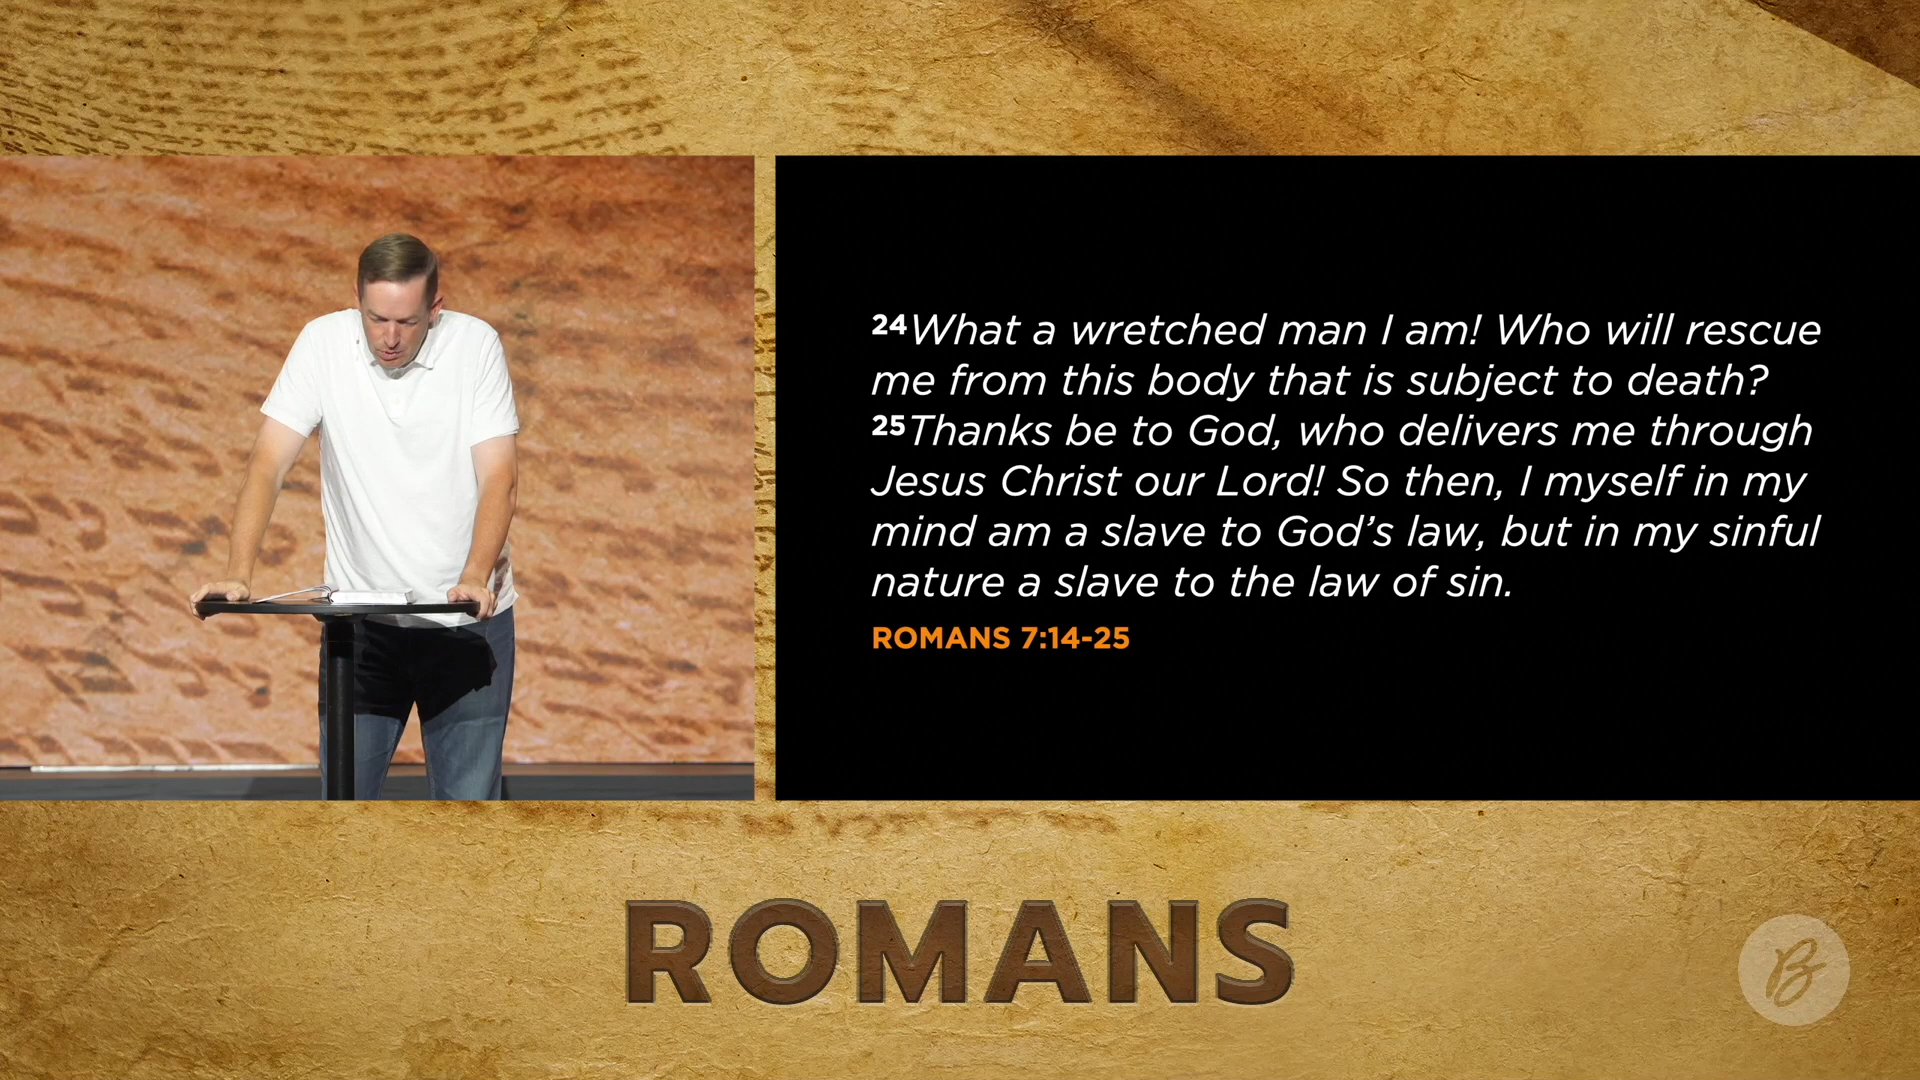 24What a wretched man I am! Who will rescue
me from this body that is subject to death?
25Thanks be to God, who delivers me through
Jesus Christ our Lord! So then, I myself in my
mind am a slave to God’s law, but in my sinful
nature a slave to the law of sin.
ROMANS 7:14-25
ROMANS
B